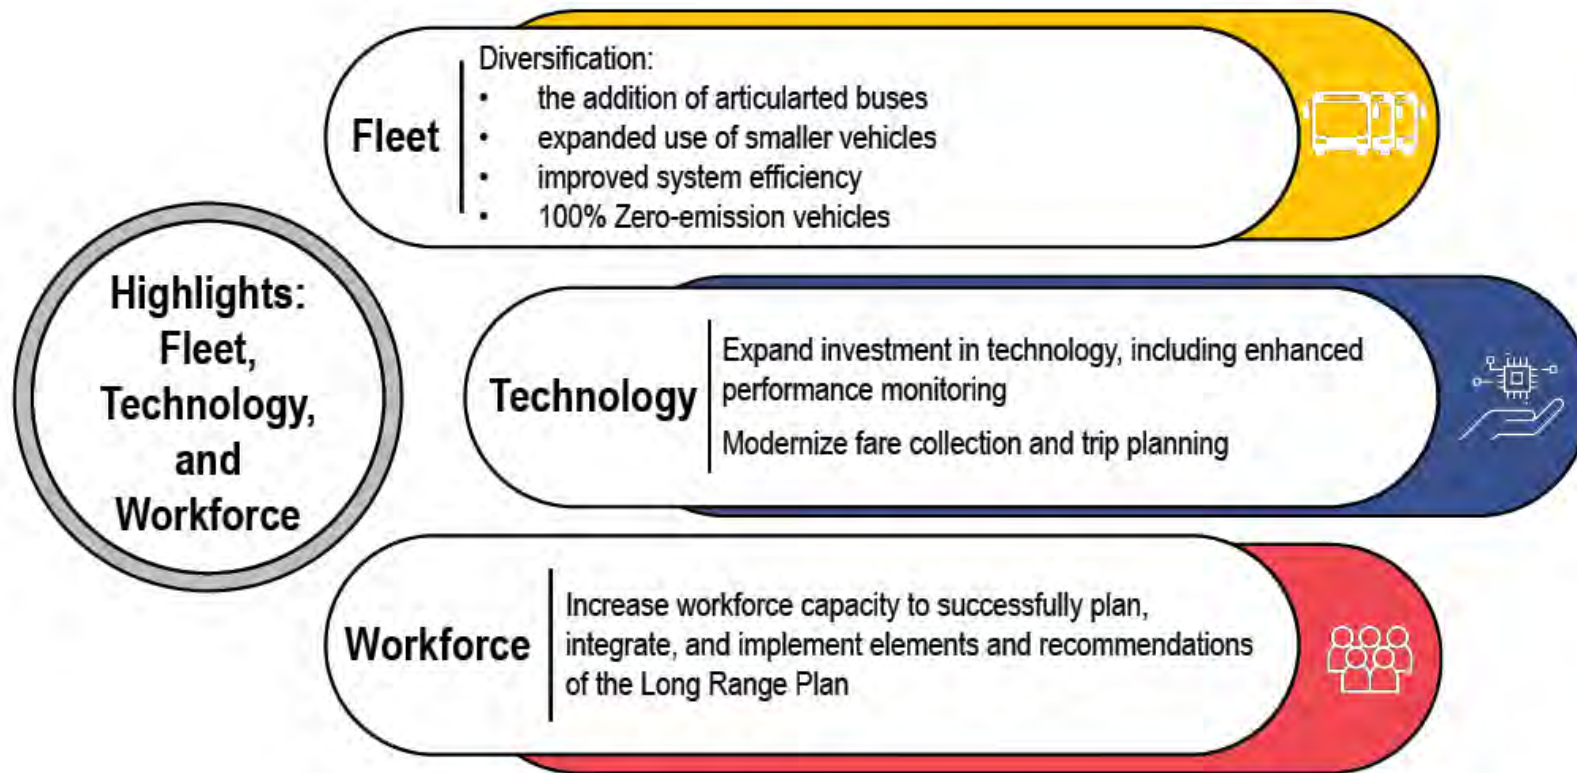 Highlights:
Fleet,
Technology,
and
Workforce
Fleet
Diversification:
• the addition of articularted buses
• expanded use of smaller vehicles
• improved system efficiency
• 100% Zero-emission vehicles
Technology
Expand investment in technology, including enhanced
performance monitoring
Modernize fare collection and trip planning
Workforce
Increase workforce capacity to successfully plan,
integrate, and implement elements and recommendations
of the Long Range Plan